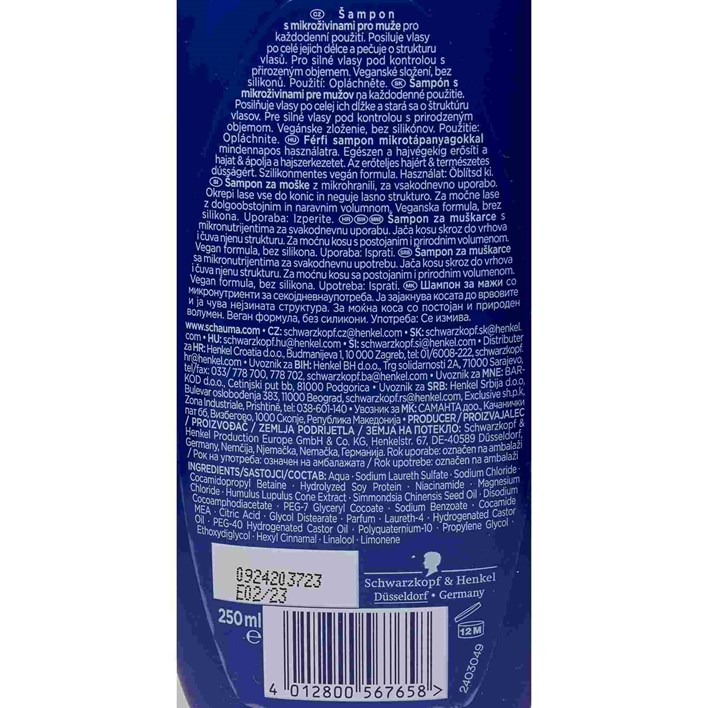 CZ Šampon
s mikroživinami pro muže pro
každodenní použití. Posiluje vlasy
po celé jejich délce a pečuje o strukturu
vlasů. Pro silné vlasy pod kontrolou s
přirozeným objemem. Veganské složení, bez
silikonů. Použití: Opláchněte. SK Šampón s
mikroživinami pre mužov na každodenné použitie.
Posilňuje vlasy po celej ich dĺžke a stará sa o štruktúru
vlasov. Pre silné vlasy pod kontrolou s prirodzeným
objemom. Vegánske zloženie, bez silikónov. Použitie:
Opláchnite. HU Férfi sampon mikrotápanyagokkal
mindennapos használatra. Egészen a hajvégekig erősíti a
hajat & ápolja a hajszerkezetet. Az erőteljes hajért & természetes
dússágért. Szilikonmentes vegán formula. Használat: Öblítsd ki.
SI Šampon za moške z mikrohranili, za vsakodnevno uporabo.
Okrepi lase vse do konic in neguje lasno strukturo. Za močne lase
z dolgoobstojnim in naravnim volumnom. Veganska formula, brez
silikona. Uporaba: Izperite. HR BIH MNE Šampon za muškarce s
mikronutrijentima za svakodnevnu uporabu. Jača kosu skroz do vrhova
i čuva njenu strukturu. Za moćnu kosu s postojanim i prirodnim volumenom.
Vegan formula, bez silikona. Uporaba: Isprati. SRB Šampon za muškarce
sa mikronutrijentima za svakodnevnu upotrebu. Jača kosu skroz do vrhova
i čuva njenu strukturu. Za moćnu kosu sa postojanim i prirodnim volumenom.
Vegan formula, bez silikona. Upotreba: Isprati. MK Шампон за мажи со
микронутриенти за секојдневна употреба. Ја зајакнува косата до врвовите
и ја чува нејзината структура. За моќна коса со постојан и природен
волумен. Веган формула, без силикони. Употреба: Се измива.
www.schauma.com • CZ: schwarzkopf.cz@henkel.com • SK: schwarzkopf.sk@henkel.
com • HU: schwarzkopf.hu@henkel.com • SI: schwarzkopf.si@henkel.com • Distributer
za HR: Henkel Croatia d.o.o., Budmanijeva 1, 10 000 Zagreb, tel: 01/6008-222, schwarzkopf.
hr@henkel.com • Uvoznik za BIH: Henkel BH d.o.o., Trg solidarnosti 2A, 71000 Sarajevo,
tel/fax: 033/ 778 700, 778 702, schwarzkopf.ba@henkel.com • Uvoznik za MNE: BAR-
KOD d.o.o., Cetinjski put bb, 81000 Podgorica • Uvoznik za SRB: Henkel Srbija d.o.o,
Bulevar oslobođenja 383, 11000 Beograd, schwarzkopf.rs@henkel.com, Exclusive sh.p.k,
Zona Industriale, Prishtinë, tel: 038-601-140 • Увозник за МК: САМАНТА доо., Качанички
пат 66, Визбегово, 1000 Скопје, Република Македонија • PRODUCER / PROIZVAJALEC
/ PROIZVOĐAČ / ZEMLJA PODRIJETLA / ЗЕМЈА НА ПОТЕКЛО: Schwarzkopf &
Henkel Production Europe GmbH & Co. KG, Henkelstr. 67, DE-40589 Düsseldorf,
Germany, Nemčija, Njemačka, Nemačka, Германија. Rok uporabe: označen na ambalaži
/ Рок на употреба: означен на амбалажата / Rok upotrebe: označen na ambalaži
INGREDIENTS/SASTOJCI/СОСТАВ: Aqua • Sodium Laureth Sulfate • Sodium Chloride •
Cocamidopropyl Betaine • Hydrolyzed Soy Protein • Niacinamide • Magnesium
Chloride • Humulus Lupulus Cone Extract • Simmondsia Chinensis Seed Oil • Disodium
Cocoamphodiacetate • PEG-7 Glyceryl Cocoate • Sodium Benzoate • Cocamide
MEA • Citric Acid • Glycol Distearate • Parfum • Laureth-4 • Hydrogenated Castor
Oil • PEG-40 Hydrogenated Castor Oil • Polyquaternium-10 • Propylene Glycol •
Ethoxydiglycol • Hexyl Cinnamal • Linalool • Limonene
0924203723
E02/23
Schwarzkopf & Henkel
Düsseldorf • Germany
250 ml
e
12 M
2403049
4 012800 567658 >